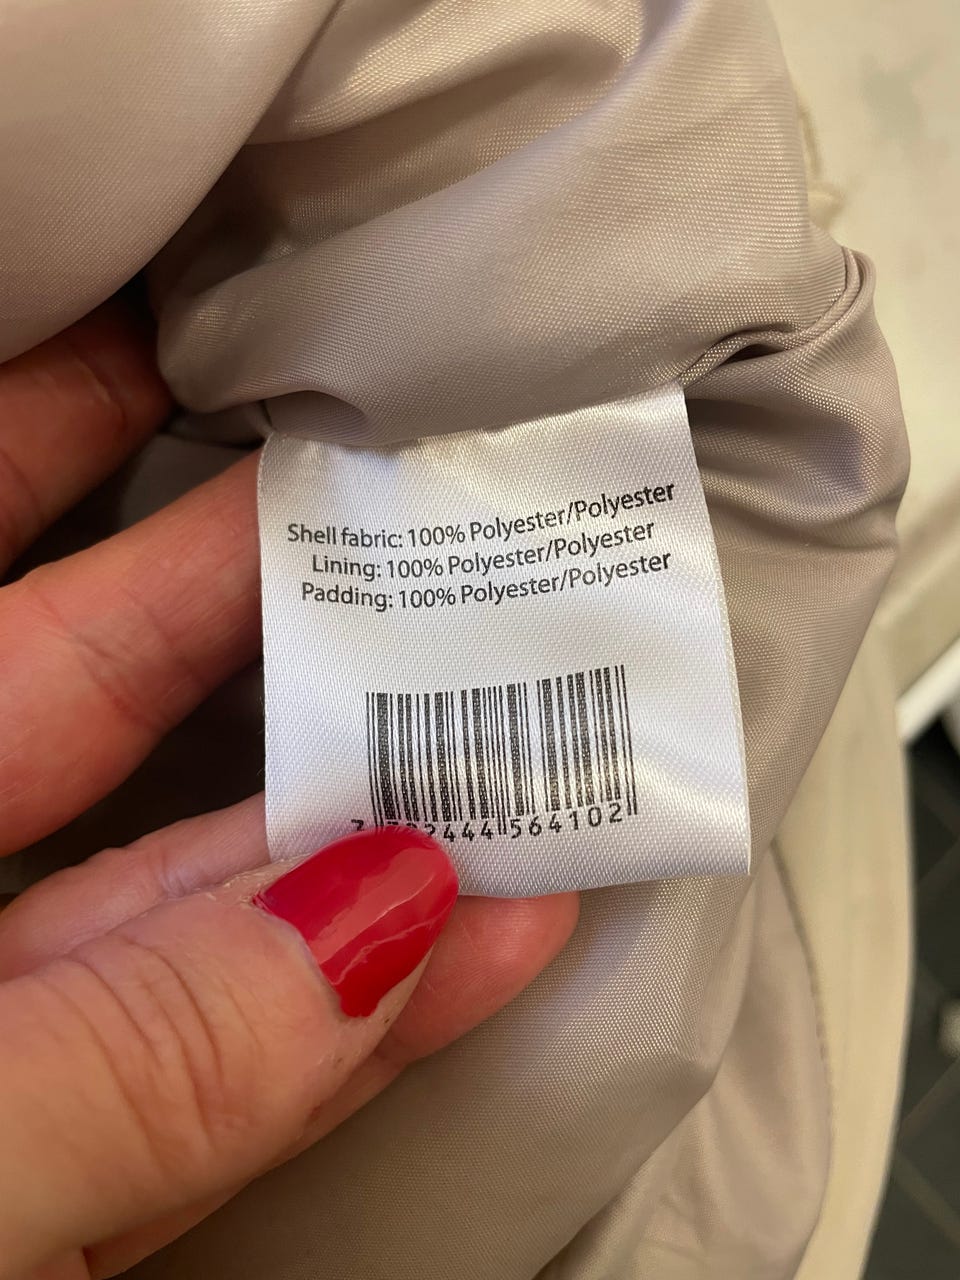 Shell fabric: 100% Polyester/Polyester
Lining: 100% Polyester/Polyester
Padding: 100% Polyester/Polyester
564102